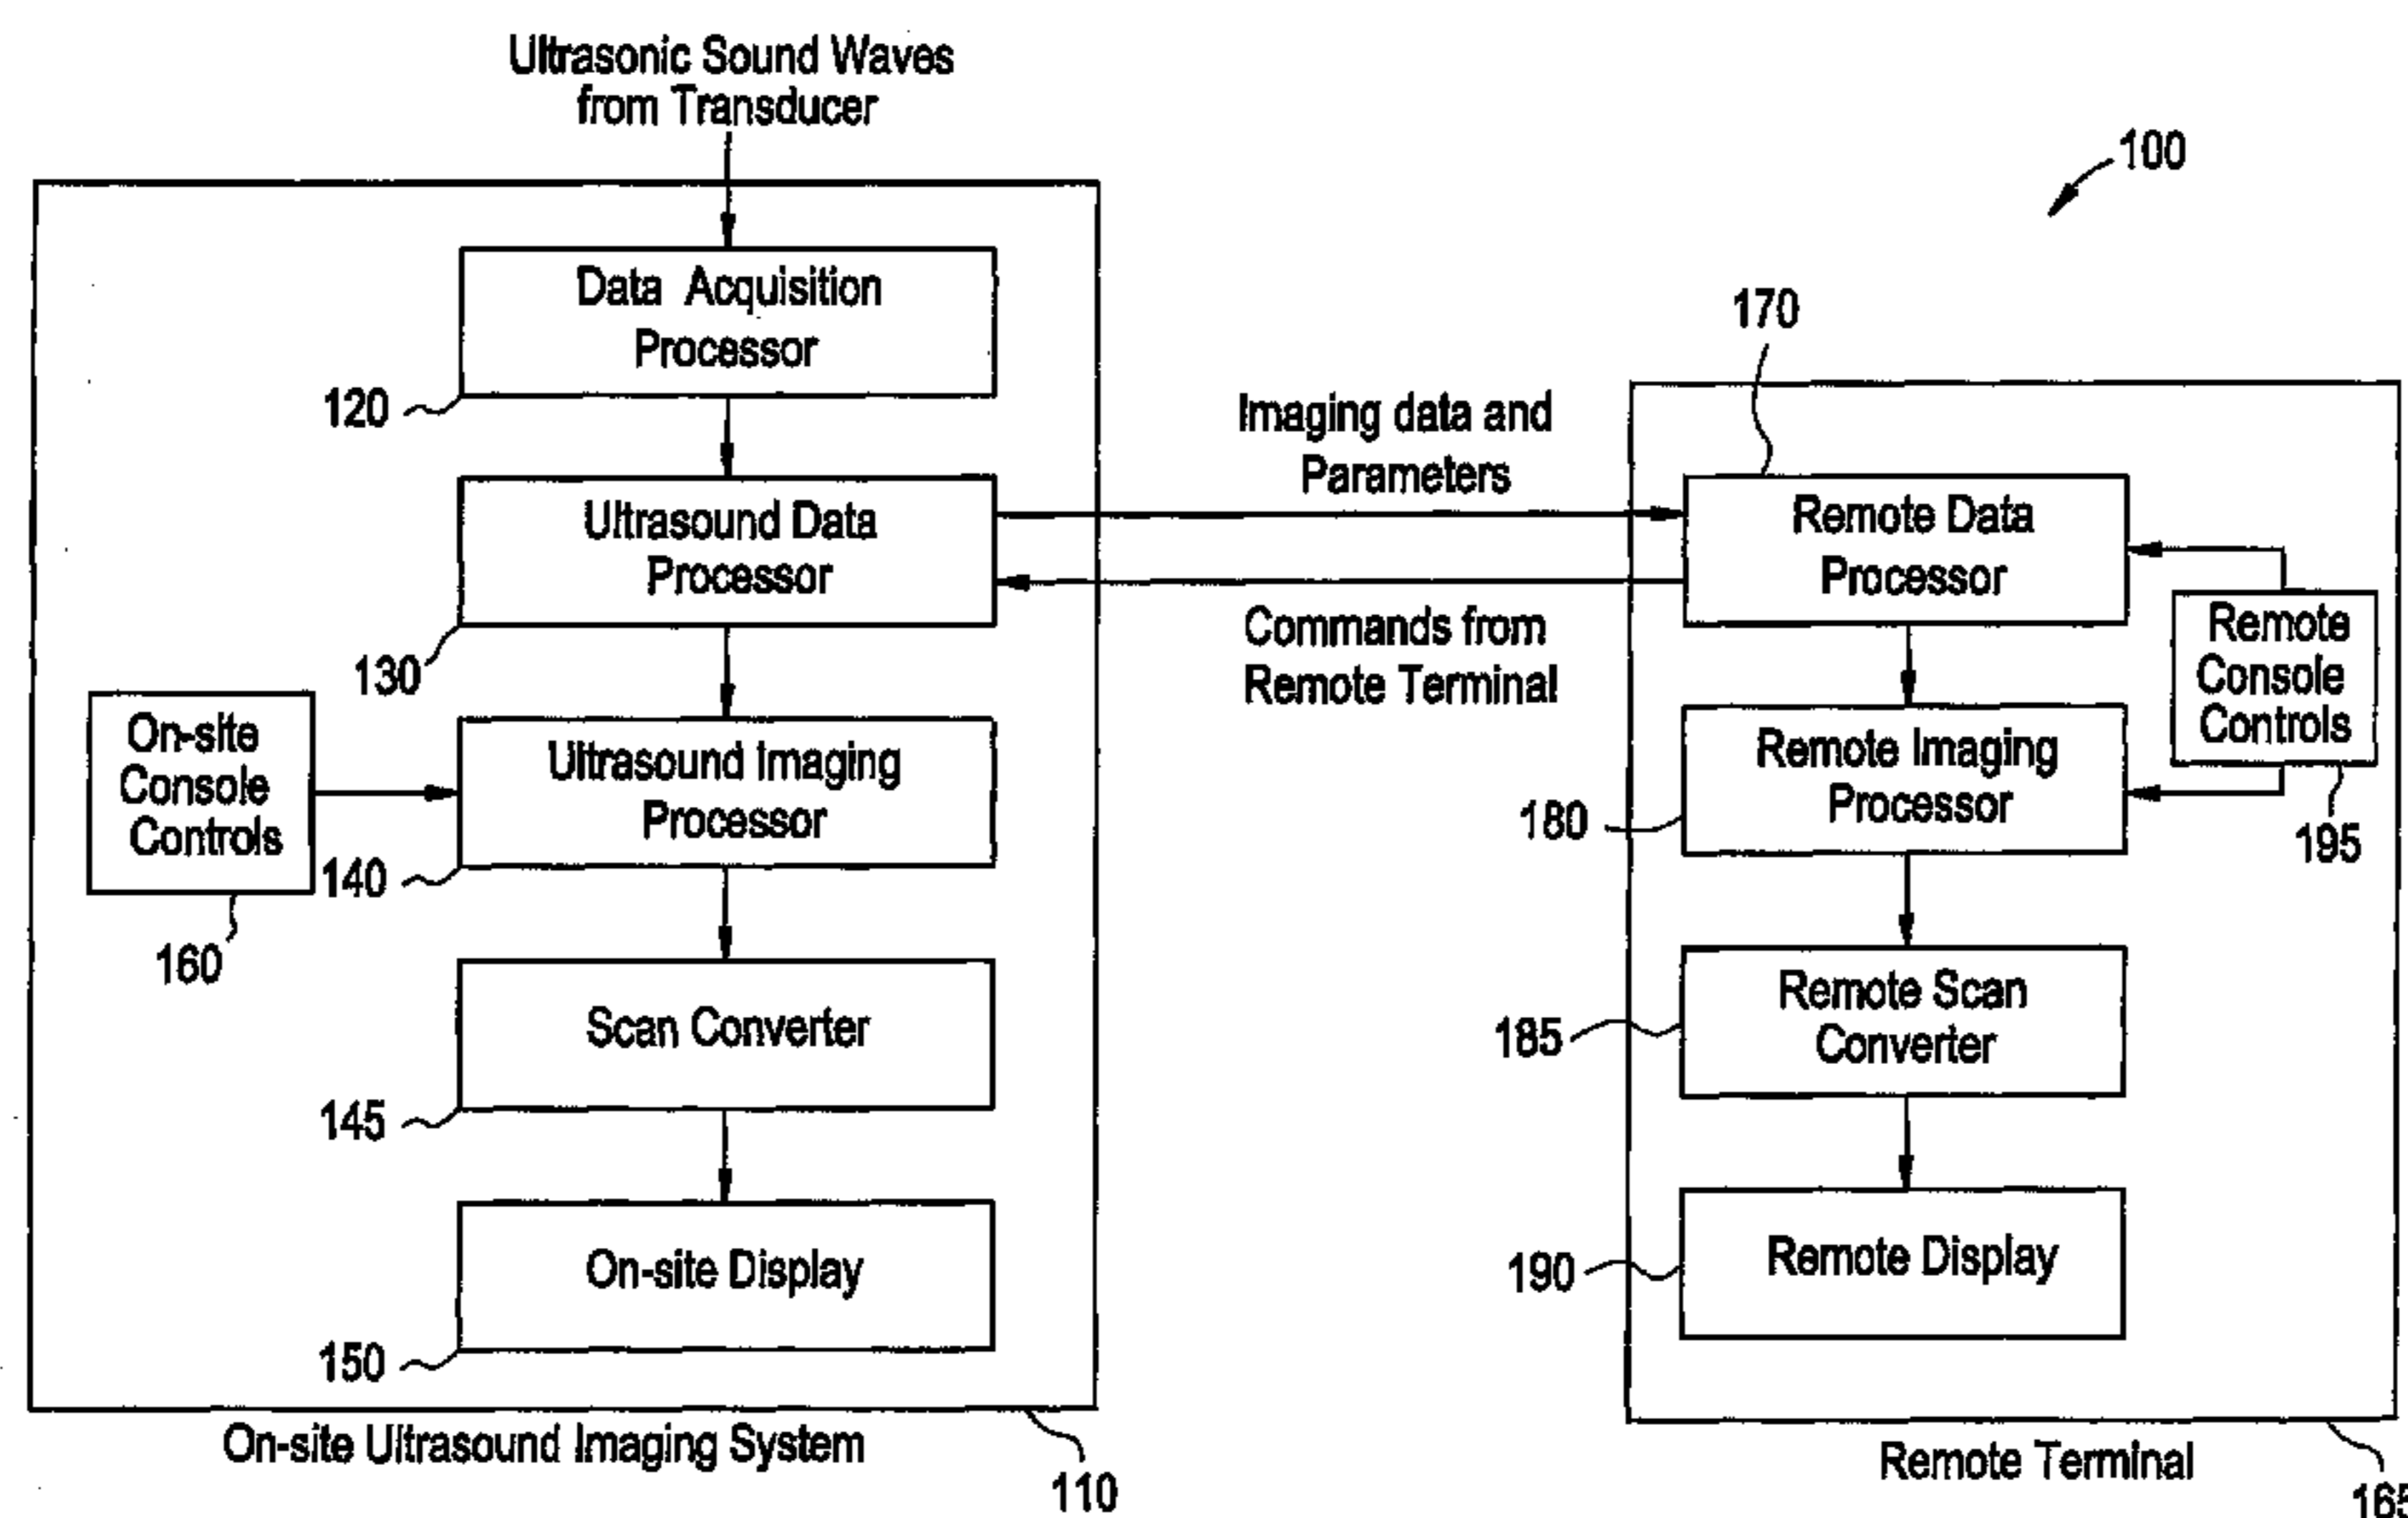 Ultrasonic Sound Waves
from Transducer
100
Data Acquisition
Processor
120
Ultrasound Data
Processor
130
On-site
Console
Controls
160
Ultrasound Imaging
Processor
140
Scan Converter
145
On-site Display
150
On-site Ultrasound Imaging System
110
Imaging data and
Parameters
Commands from
Remote Terminal
170
Remote Data
Processor
Remote
Console
Controls
195
Remote Imaging
Processor
180
Remote Scan
Converter
185
Remote Display
190
Remote Terminal
165